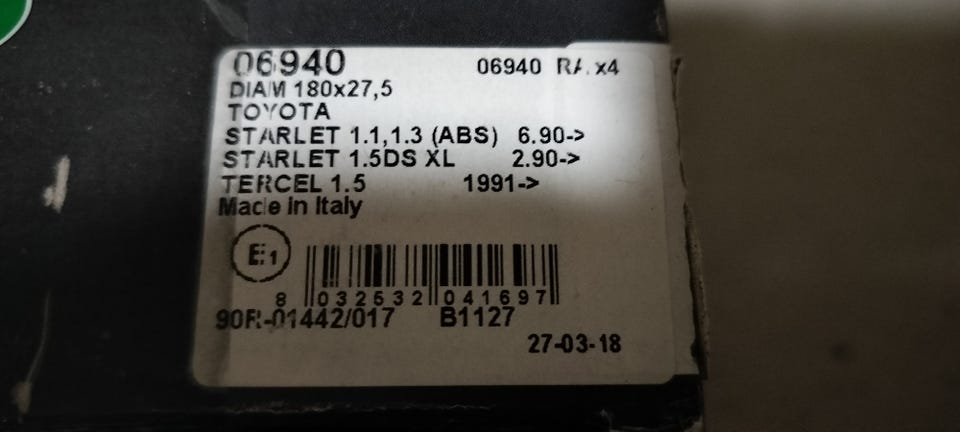 06940 06940 RA x4
DIAM 180x27,5
TOYOTA
STARLET 1.1,1.3 (ABS) 6.90->
STARLET 1.5DS XL 2.90->
TERCEL 1.5 1991->
Made in Italy
E1
8 032532 041697
90R-01442/017 B1127
27-03-18